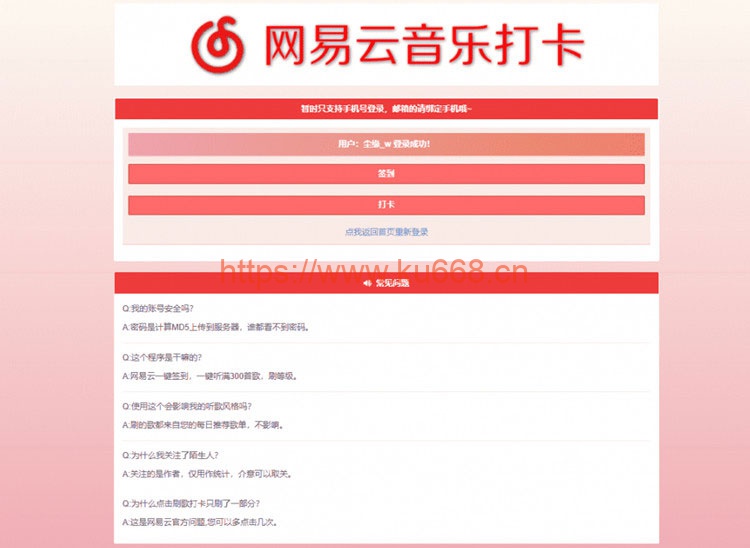 网易云音乐打卡
暂时只支持手机号登录，邮箱的请绑定手机哦~
用户：尘缘_w 登录成功！
签到
打卡
点我返回首页重新登录
https://www.ku668.cn
常见问题
Q:我的账号安全吗？
A:密码是计算MD5上传到服务器，谁都看不到密码。
Q:这个程序是干嘛的？
A:网易云一键签到，一键听满300首歌，刷等级。
Q:使用这个会影响我的听歌风格吗？
A:刷的歌都来自您的每日推荐歌单，不影响。
Q:为什么我关注了陌生人？
A:关注的是作者，仅用作统计，介意可以取关。
Q:为什么点击刷歌打卡只刷了一部分？
A:这是网易云官方问题,您可以多点击几次。